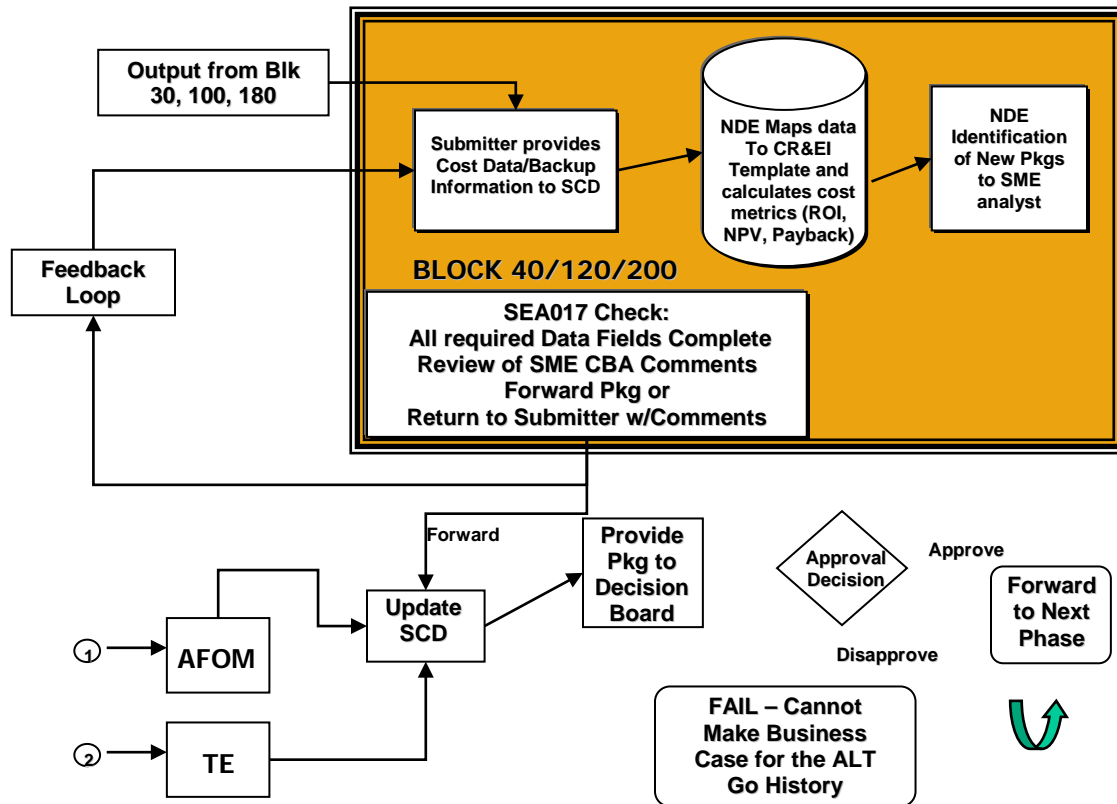 Output from Blk
30, 100, 180
Submitter provides
Cost Data/Backup
Information to SCD
NDE Maps data
To CR&EI
Template and
calculates cost
metrics (ROI,
NPV, Payback)
NDE
Identification
of New Pkgs
to SME
analyst
Feedback
Loop
BLOCK 40/120/200
SEA017 Check:
All required Data Fields Complete
Review of SME CBA Comments
Forward Pkg or
Return to Submitter w/Comments
Forward
Provide
Pkg to
Decision
Board
Approval
Decision
Approve
Forward
to Next
Phase
Update
SCD
1
AFOM
Disapprove
2
TE
FAIL – Cannot
Make Business
Case for the ALT
Go History